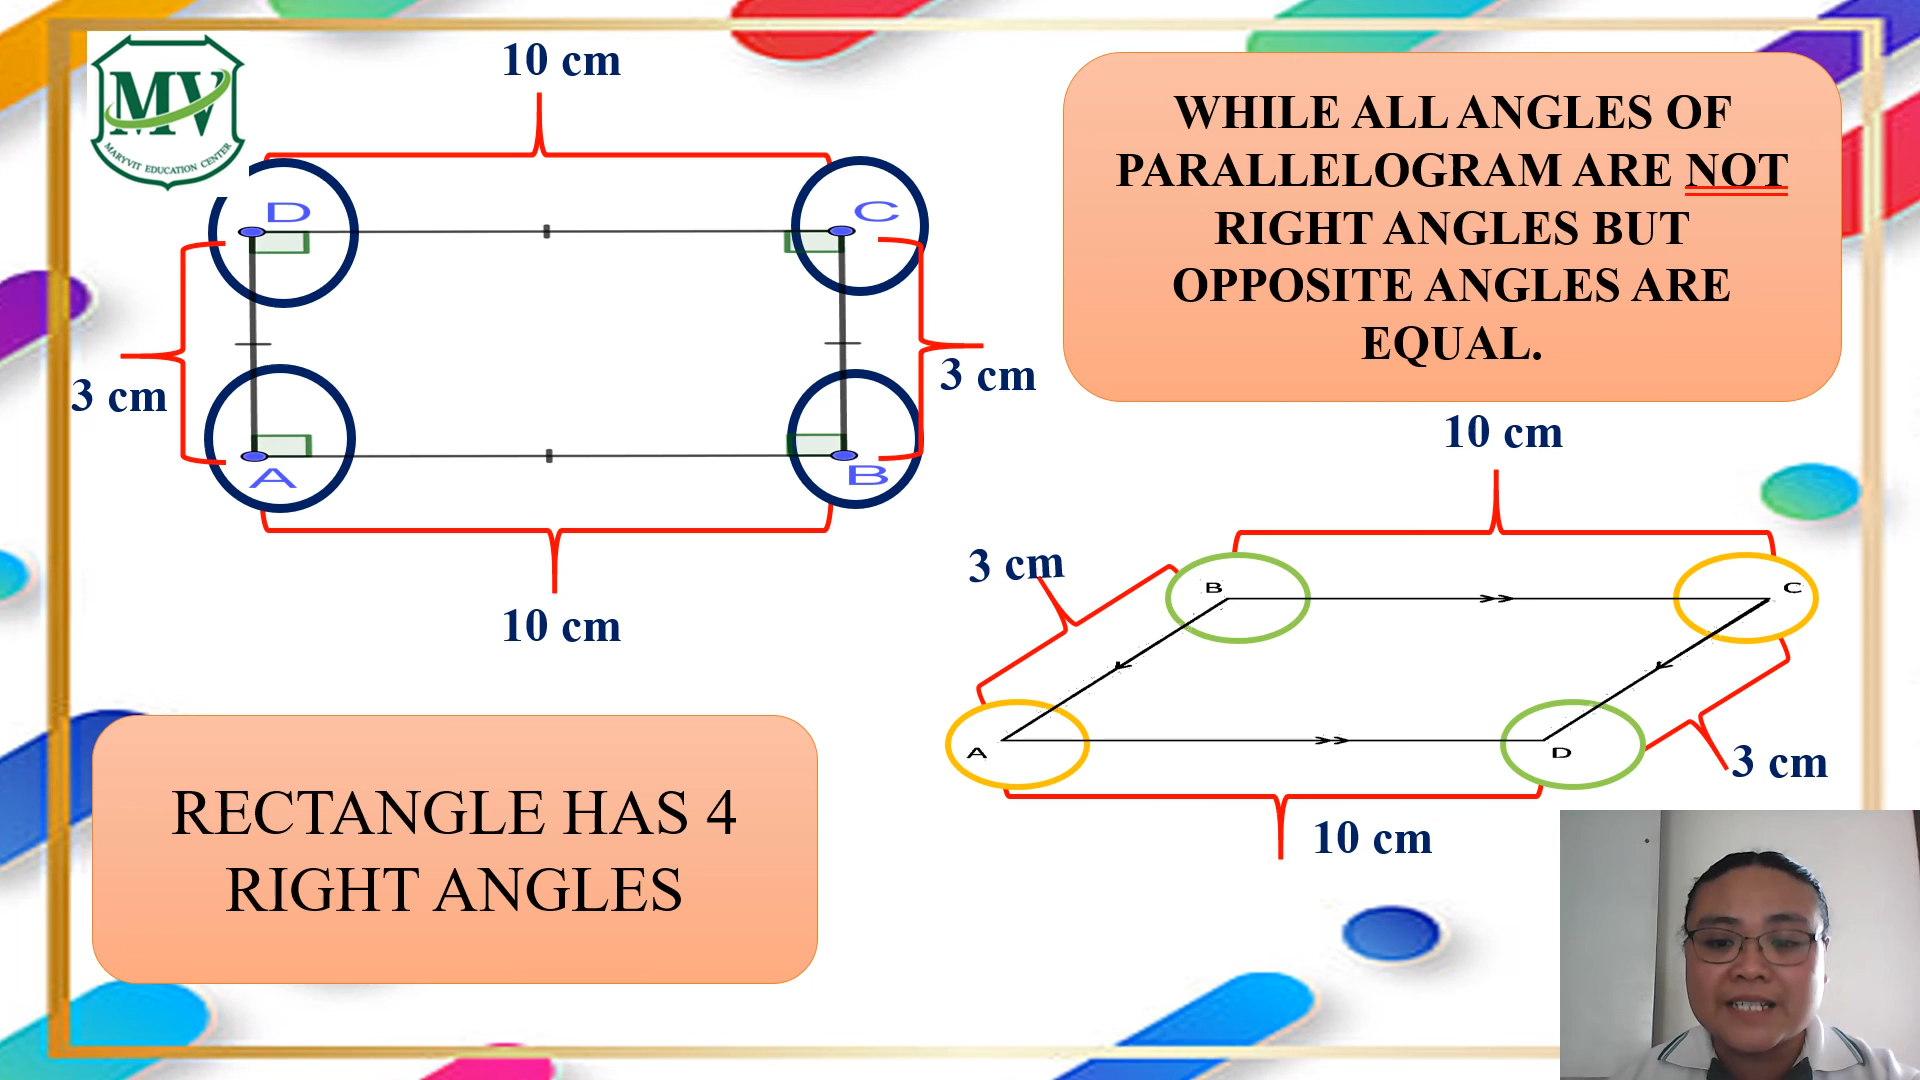 MV
MARYVIT EDUCATION CENTER
10 cm
D
C
3 cm
3 cm
A
B
10 cm
WHILE ALL ANGLES OF
PARALLELOGRAM ARE NOT
RIGHT ANGLES BUT
OPPOSITE ANGLES ARE
EQUAL.
10 cm
3 cm
B
C
A
D
3 cm
10 cm
RECTANGLE HAS 4
RIGHT ANGLES